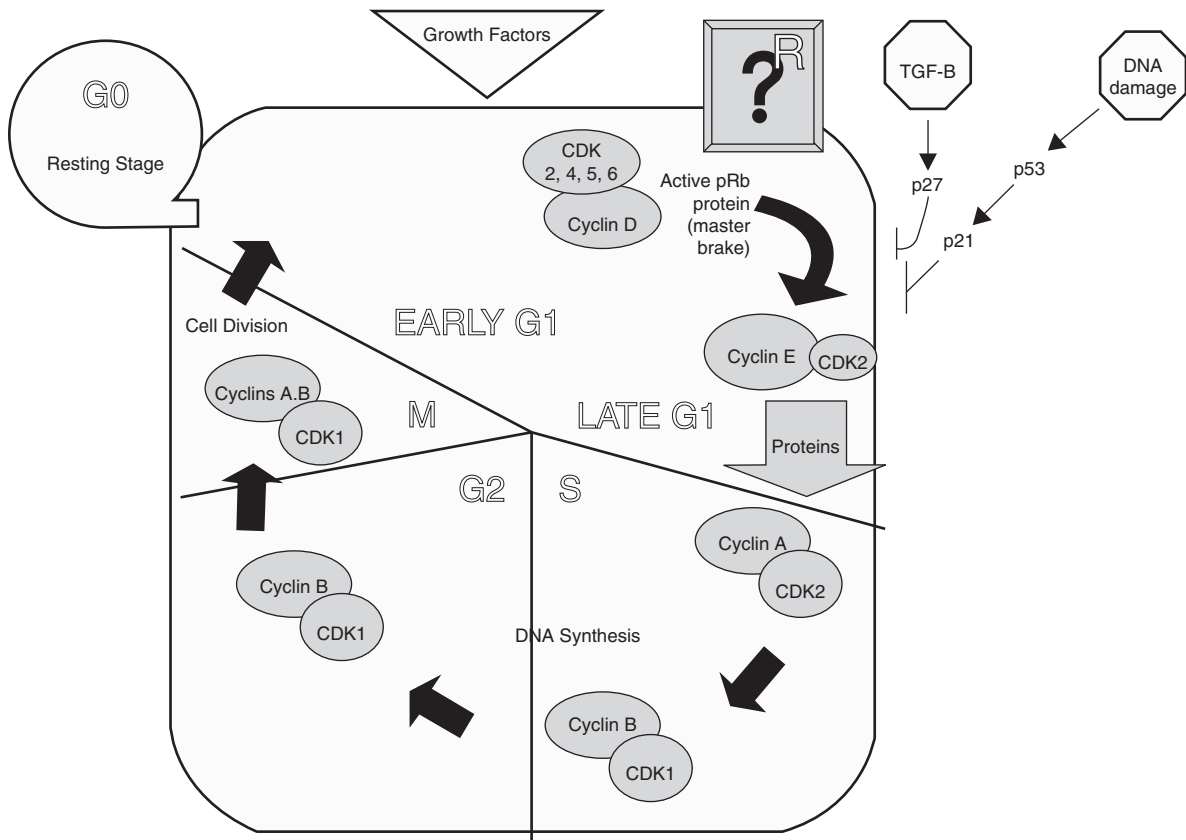 Growth Factors
R
?
TGF-B
DNA
damage
G0
Resting Stage
p27
p53
p21
CDK
2, 4, 5, 6
Cyclin D
Active pRb
protein
(master
brake)
EARLY G1
Cyclin E
CDK2
Cell Division
Cyclins A.B
CDK1
M
LATE G1
Proteins
G2
S
Cyclin A
CDK2
Cyclin B
CDK1
DNA Synthesis
Cyclin B
CDK1